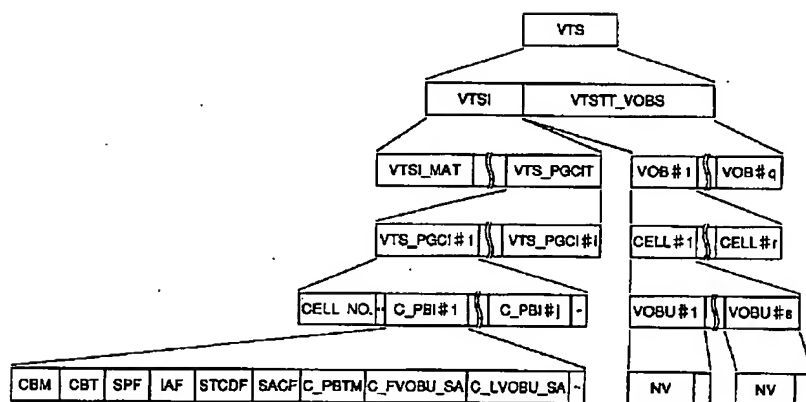 VTS
VTSI VTSTT_VOBS
VTSI_MAT VTS_PGCIT VOB#1 VOB#q
VTS_PGCI#1 VTS_PGCI#i CELL#1 CELL#r
CELL NO. C_PBI#1 C_PBI#j VOBU#1 VOBU#s
CBM CBT SPF IAF STCDF SACF C_PBTM C_FVOBU_SA C_LVOBU_SA NV NV